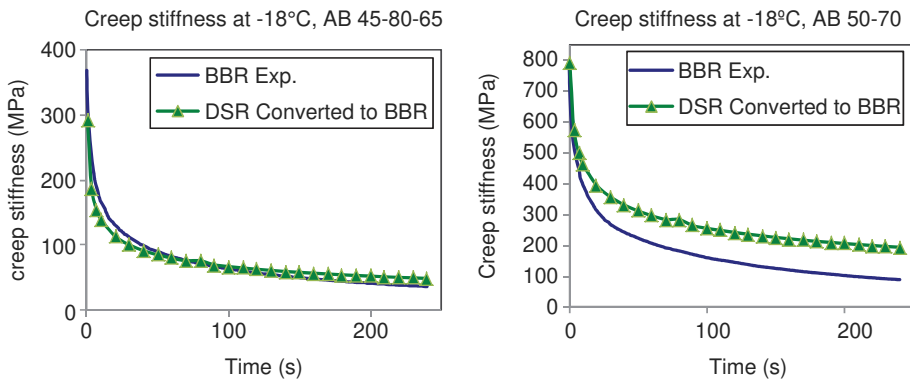 Creep stiffness at -18°C, AB 45-80-65
400
300
200
100
0
creep stiffness (MPa)
BBR Exp.
DSR Converted to BBR
0
100
200
Time (s)
Creep stiffness at -18ºC, AB 50-70
800
700
600
500
400
300
200
100
0
Creep stiffness (MPa)
BBR Exp.
DSR Converted to BBR
0
100
200
Time (s)